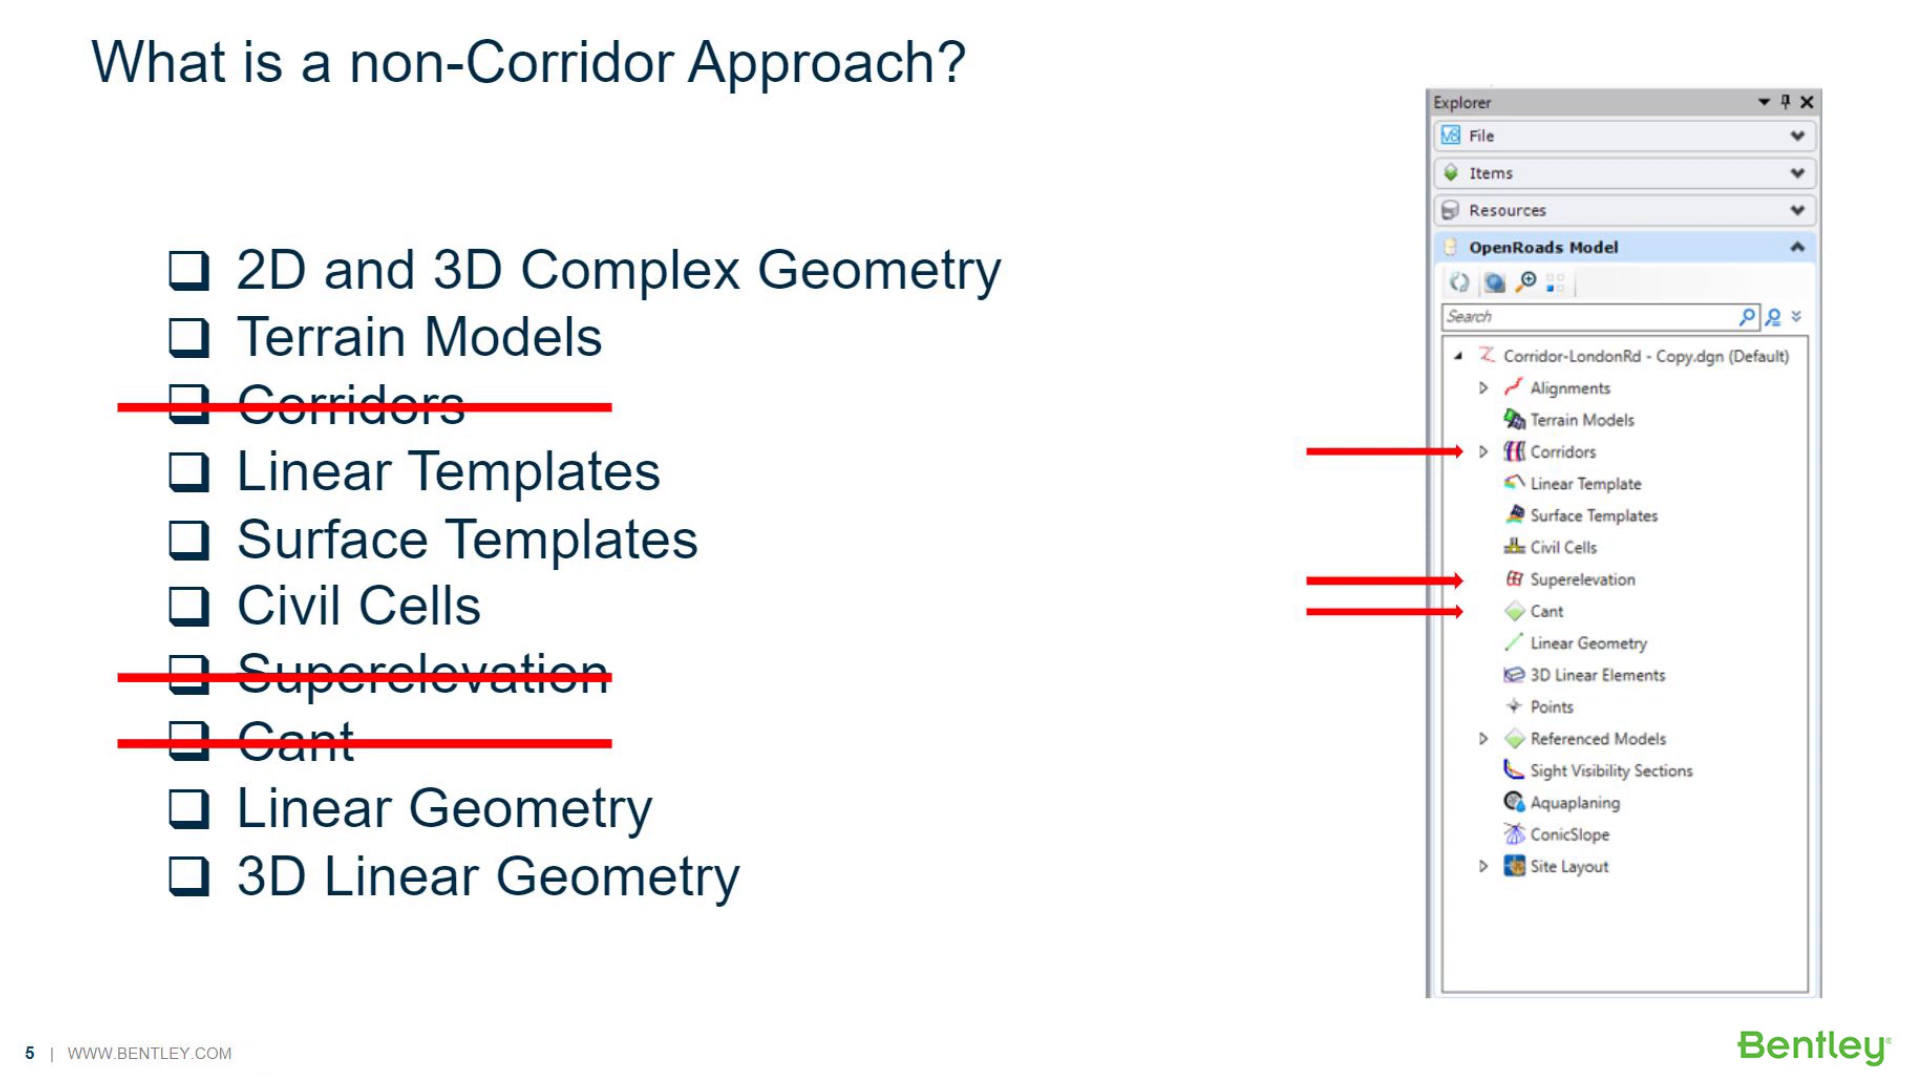 What is a non-Corridor Approach?
2D and 3D Complex Geometry
Terrain Models
Corridors
Linear Templates
Surface Templates
Civil Cells
Superelevation
Cant
Linear Geometry
3D Linear Geometry
Explorer
File
Items
Resources
OpenRoads Model
Search
Corridor-LondonRd - Copy.dgn (Default)
Alignments
Terrain Models
Corridors
Linear Template
Surface Templates
Civil Cells
Superelevation
Cant
Linear Geometry
3D Linear Elements
Points
Referenced Models
Sight Visibility Sections
Aquaplaning
ConicSlope
Site Layout
5 | WWW.BENTLEY.COM
Bentley